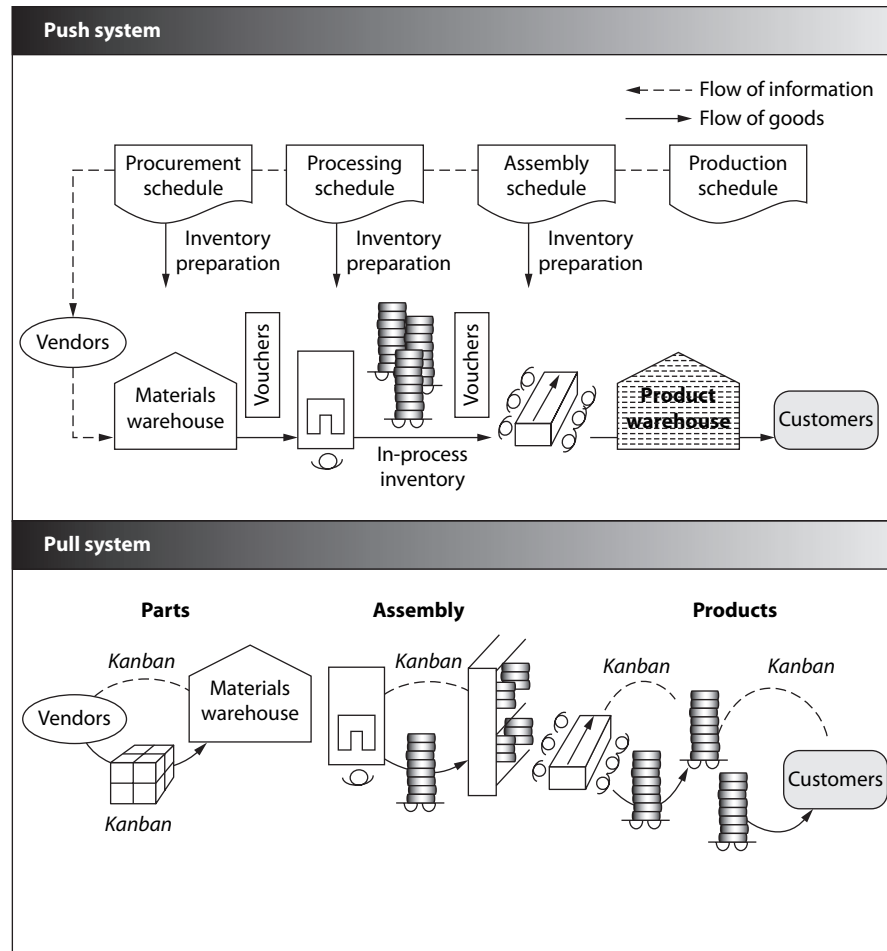 Push system
Flow of information
Flow of goods
Procurement
schedule
Processing
schedule
Assembly
schedule
Production
schedule
Inventory
preparation
Inventory
preparation
Inventory
preparation
Vendors
Materials
warehouse
Vouchers
In-process
inventory
Vouchers
Product
warehouse
Customers
Pull system
Parts
Assembly
Products
Kanban
Vendors
Materials
warehouse
Kanban
Kanban
Kanban
Kanban
Customers